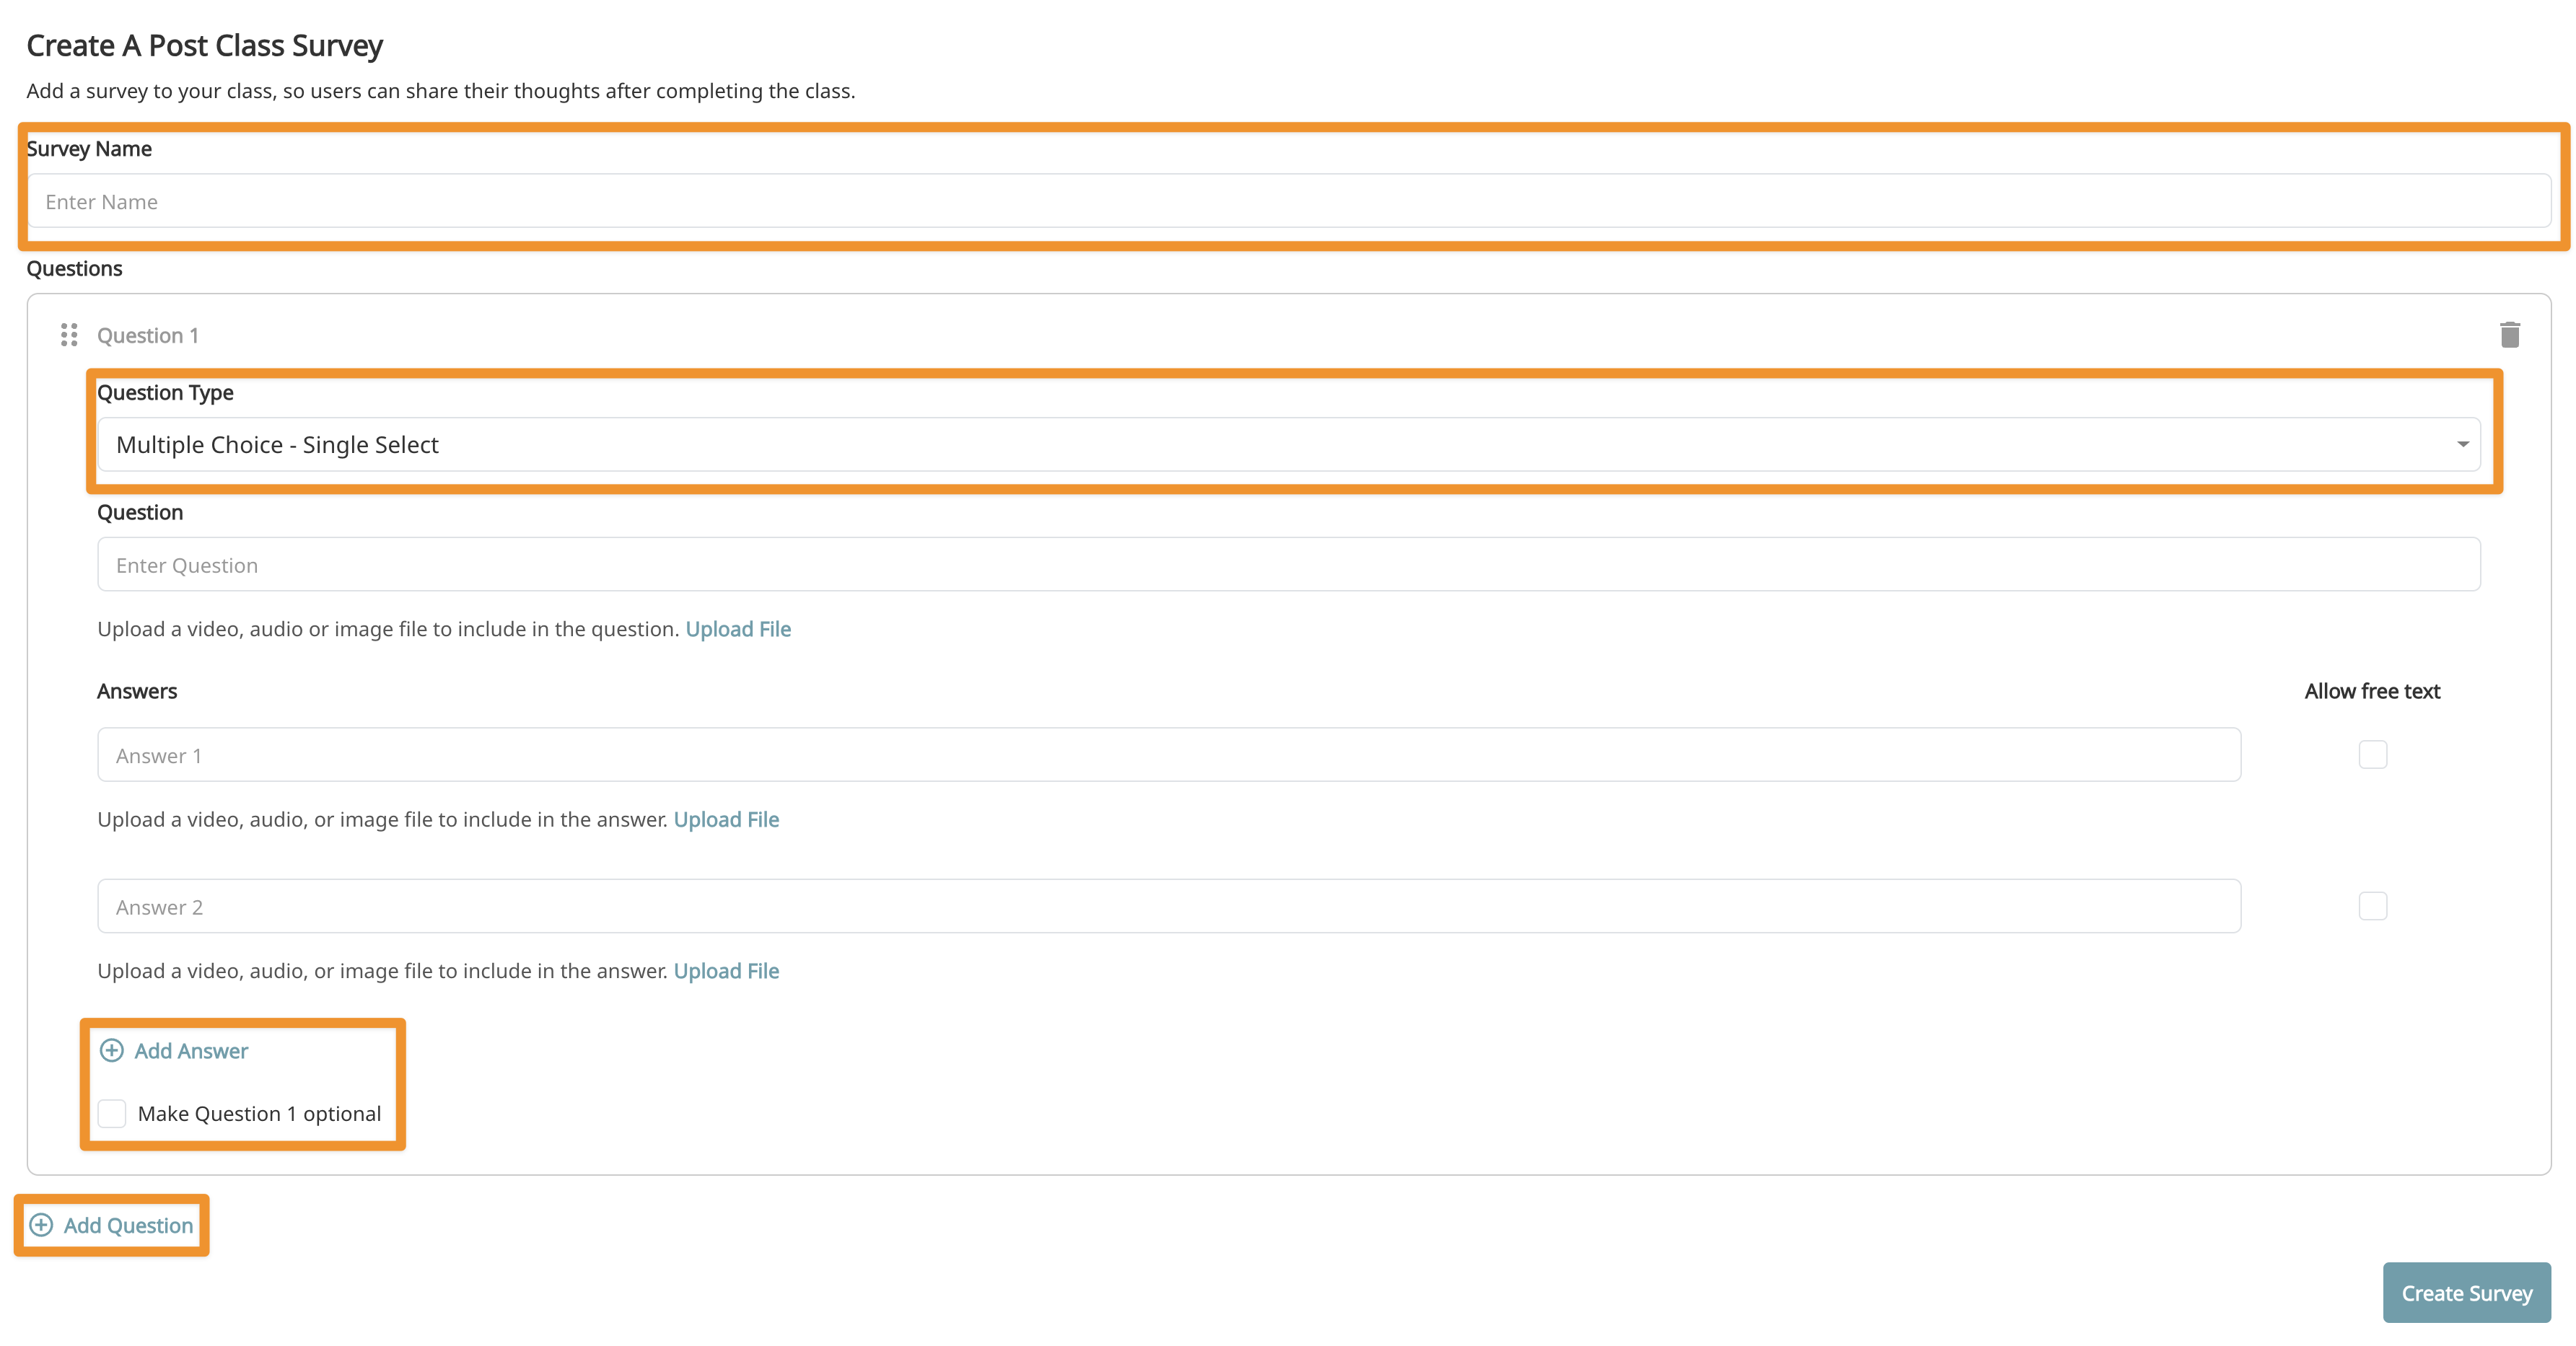 Create A Post Class Survey
Add a survey to your class, so users can share their thoughts after completing the class.
Survey Name
Enter Name
Questions
Question 1
Question Type
Multiple Choice - Single Select
Question
Enter Question
Upload a video, audio or image file to include in the question. Upload File
Answers Allow free text
Answer 1
Upload a video, audio, or image file to include in the answer. Upload File
Answer 2
Upload a video, audio, or image file to include in the answer. Upload File
Add Answer
Make Question 1 optional
Add Question
Create Survey